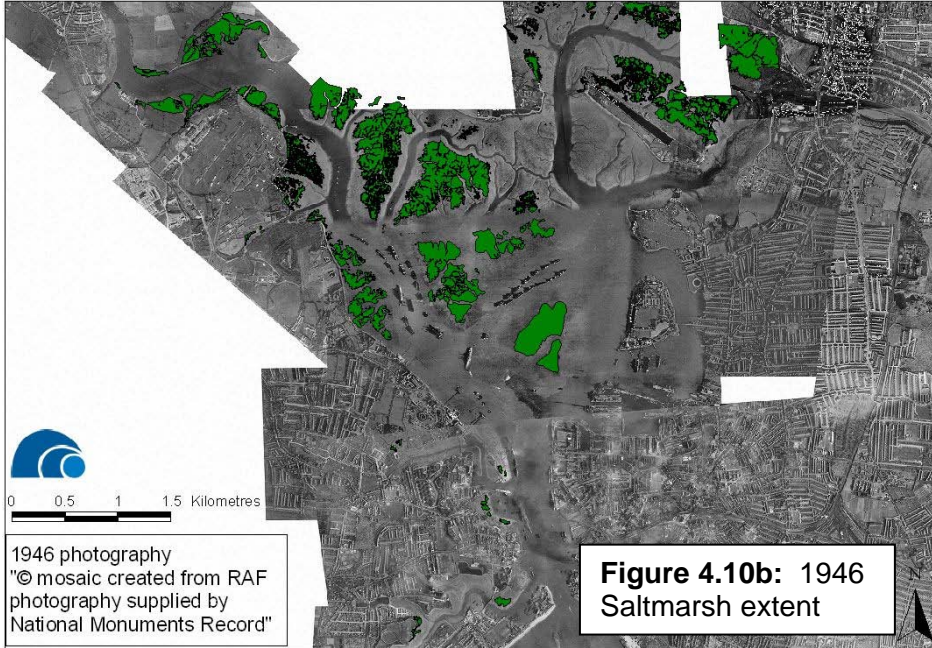 0 0.5 1 1.5 Kilometres
1946 photography
"© mosaic created from RAF
photography supplied by
National Monuments Record"
Figure 4.10b: 1946
Saltmarsh extent
N